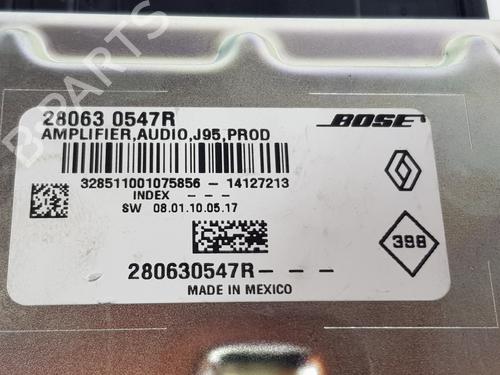 B-PARTS
28063 0547R
BOSE
AMPLIFIER,AUDIO,J95,PROD
328511001075856 - 14127213
INDEX - - -
SW 08.01.10.05.17
398
280630547R- - -
MADE IN MEXICO